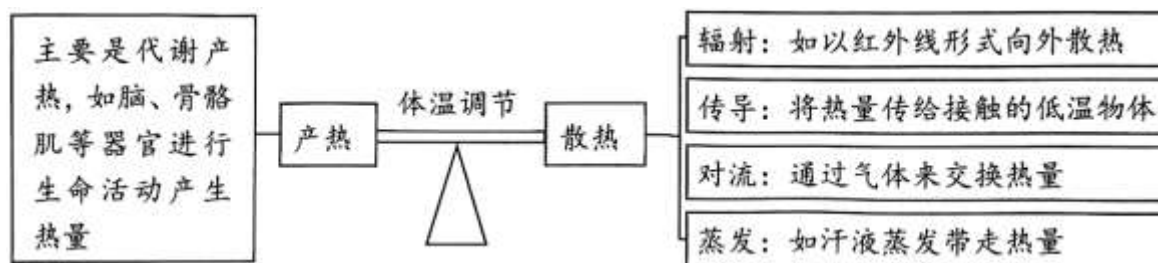 主要是代谢产
热，如脑、骨骼
肌等器官进行
生命活动产生
热量
产热
体温调节
散热
辐射：如以红外线形式向外散热
传导：将热量传给接触的低温物体
对流：通过气体来交换热量
蒸发：如汗液蒸发带走热量